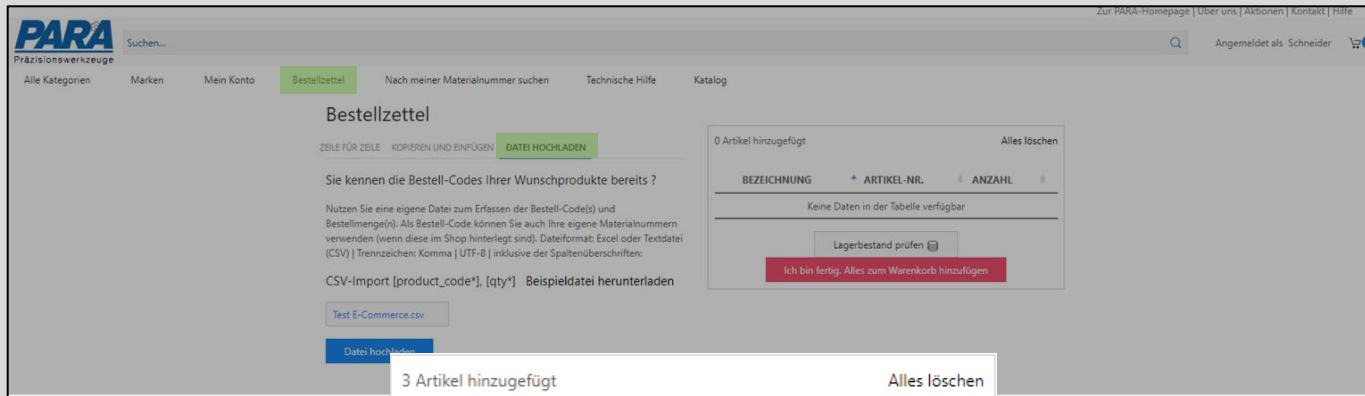 Zur PARA-Homepage | Über uns | Aktionen | Kontakt | Hilfe
PARA®
Präzisionswerkzeuge
Suchen...
Angemeldet als Schneider
Alle Kategorien Marken Mein Konto Bestellzettel Nach meiner Materialnummer suchen Technische Hilfe Katalog
Bestellzettel
ZEILE FÜR ZEILE KOPIEREN UND EINFÜGEN DATEI HOCHLADEN
Sie kennen die Bestell-Codes Ihrer Wunschprodukte bereits ?
Nutzen Sie eine eigene Datei zum Erfassen der Bestell-Code(s) und
Bestellmenge(n). Als Bestell-Code können Sie auch Ihre eigene Materialnummern
verwenden (wenn diese im Shop hinterlegt sind). Dateiformat: Excel oder Textdatei
(CSV) | Trennzeichen: Komma | UTF-8 | inklusive der Spaltenüberschriften:
CSV-Import [product_code*], [qty*] Beispieldatei herunterladen
Test E-Commerce.csv
Datei hochladen
0 Artikel hinzugefügt Alles löschen
BEZEICHNUNG ARTIKEL-NR. ANZAHL
Keine Daten in der Tabelle verfügbar
Lagerbestand prüfen
Ich bin fertig. Alles zum Warenkorb hinzufügen
3 Artikel hinzugefügt Alles löschen